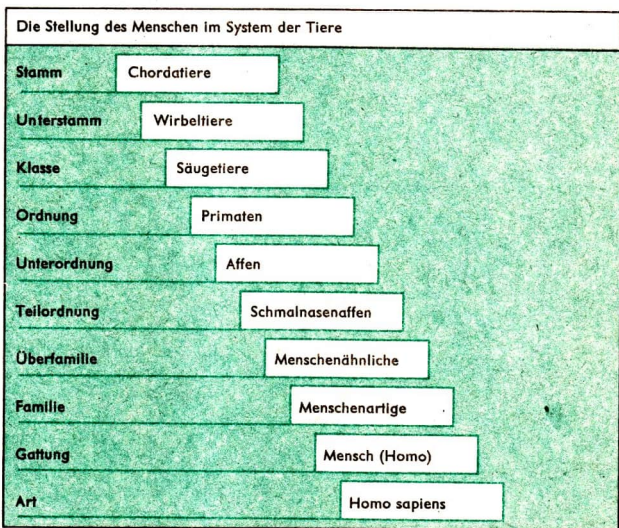 Die Stellung des Menschen im System der Tiere
Stamm Chordatiere
Unterstamm Wirbeltiere
Klasse Säugetiere
Ordnung Primaten
Unterordnung Affen
Teilordnung Schmalnasenaffen
Überfamilie Menschenähnliche
Familie Menschenartige
Gattung Mensch (Homo)
Art Homo sapiens